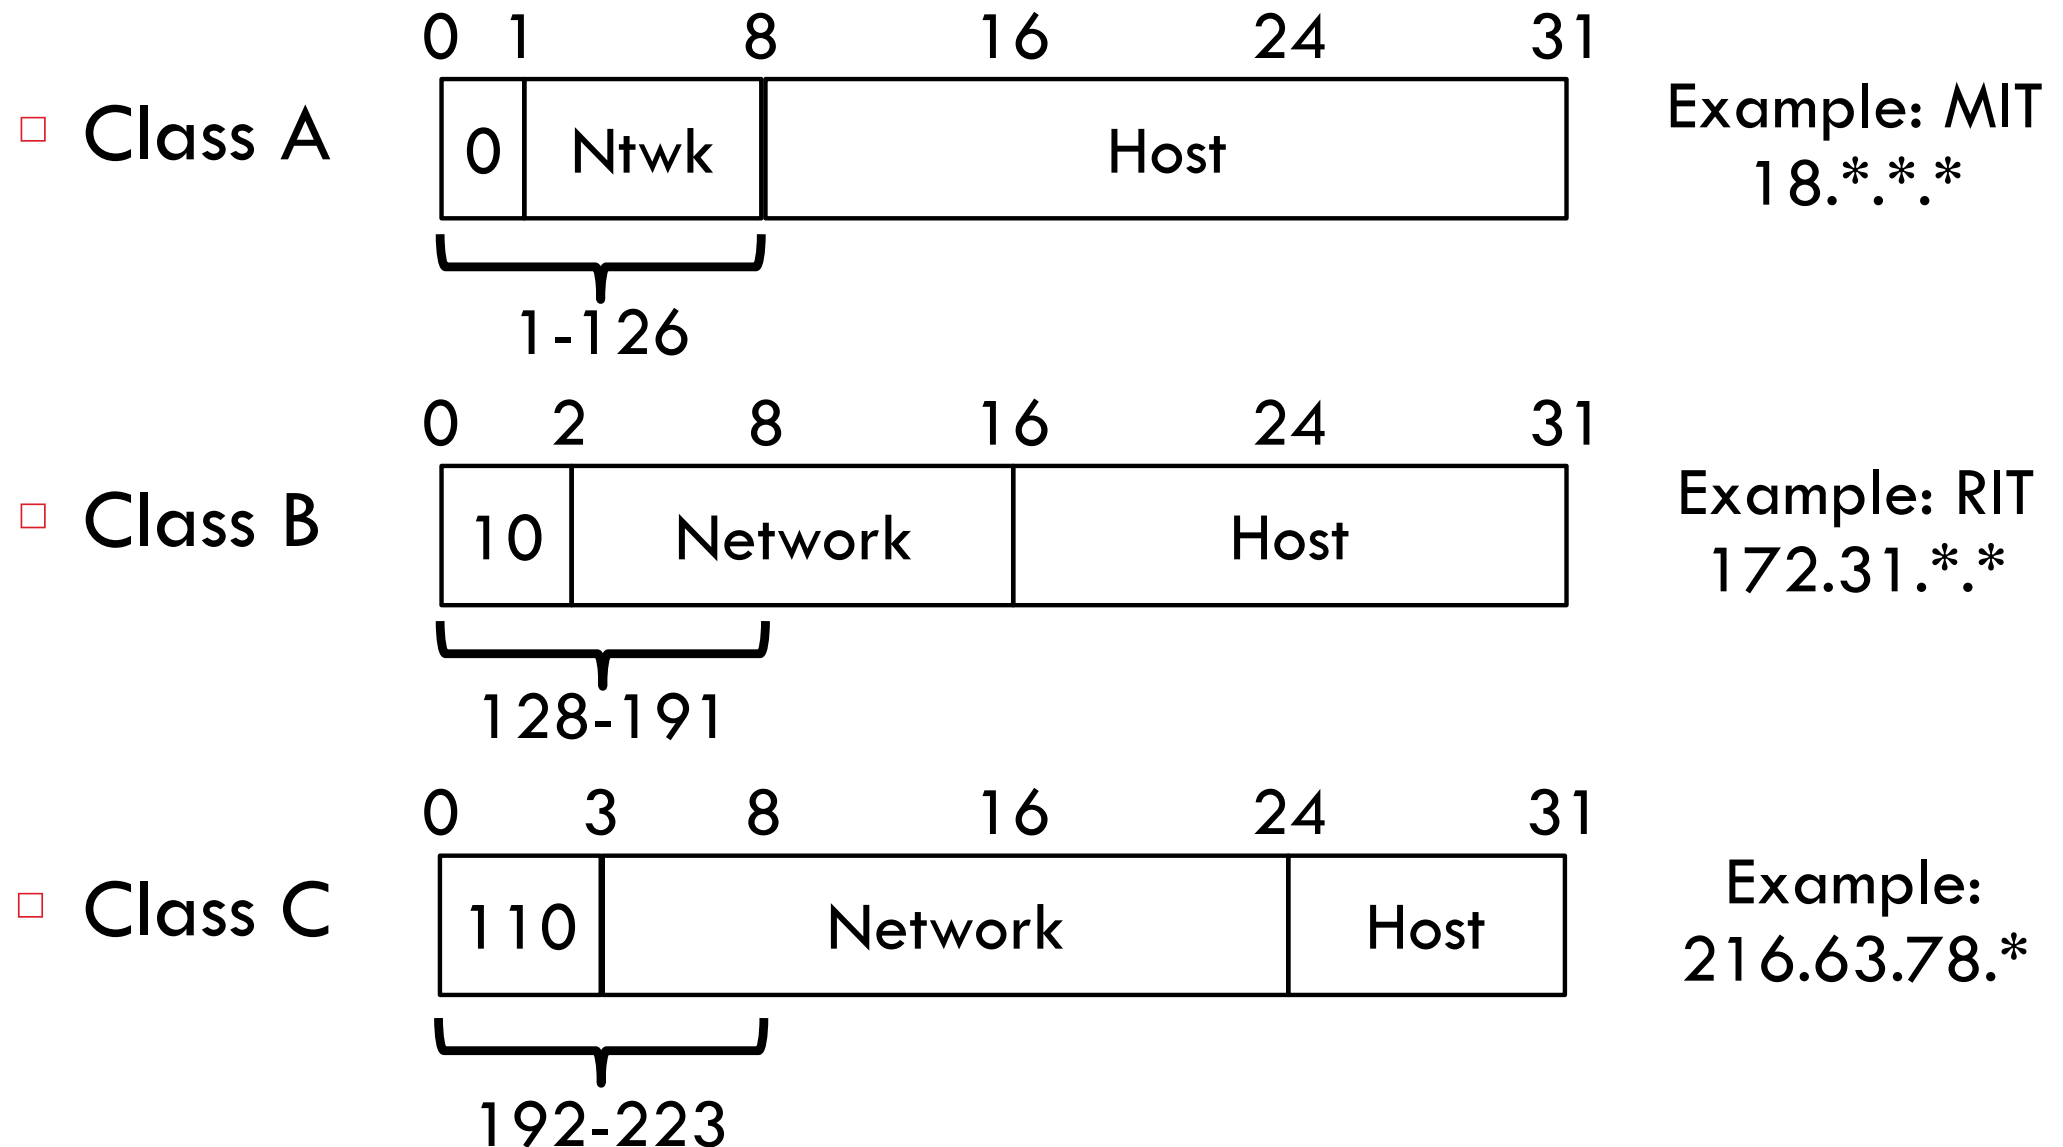 0 1 8 16 24 31
Class A 0 Ntwk Host Example: MIT
18.*.*.*
1-126
0 2 8 16 24 31
Class B 10 Network Host Example: RIT
172.31.*.*
128-191
0 3 8 16 24 31
Class C 110 Network Host Example:
216.63.78.*
192-223